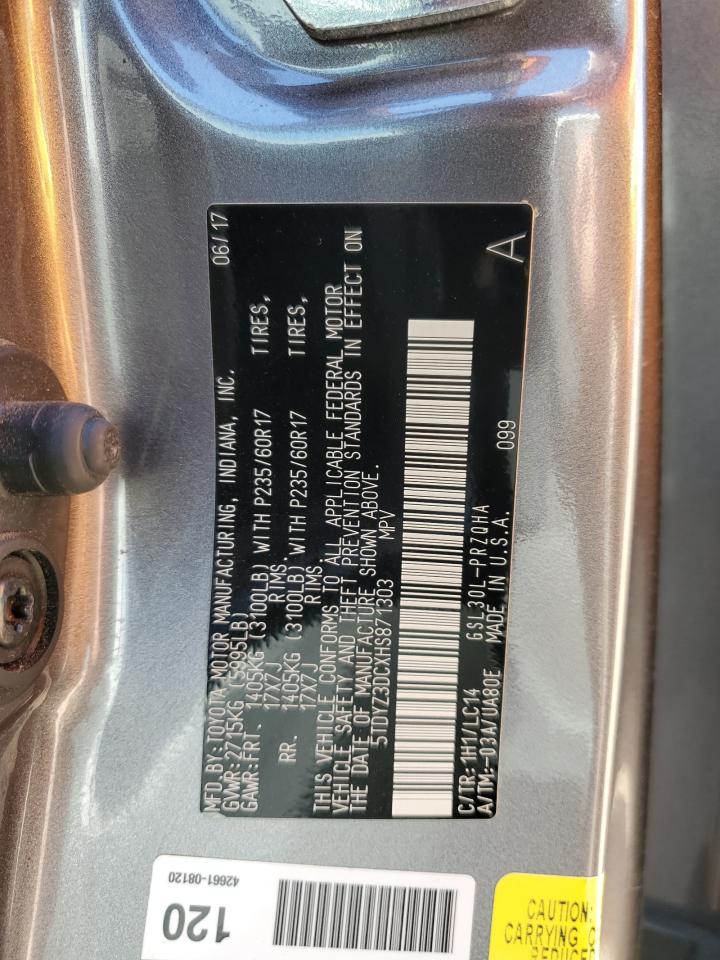 MFD.BY:TOYOTA MOTOR MANUFACTURING, INDIANA, INC. 06/17
GVWR:2715KG (5995LB)
GAWR:FRT. 1405KG (3100LB) WITH P235/60R17 TIRES,
17X7J RIMS.
RR. 1405KG (3100LB) WITH P235/60R17 TIRES,
17X7J RIMS.
THIS VEHICLE CONFORMS TO ALL APPLICABLE FEDERAL MOTOR
VEHICLE SAFETY AND THEFT PREVENTION STANDARDS IN EFFECT ON
THE DATE OF MANUFACTURE SHOWN ABOVE.
5TDYZ3DCXHS871303 MPV
A
C/TR: 1H1/LC14 GSL30L-PRZQHA 099
A/TM:-03A/UA80E MADE IN U.S.A.
42661-08120
120
CAUTION:
CARRYING
REDUCE